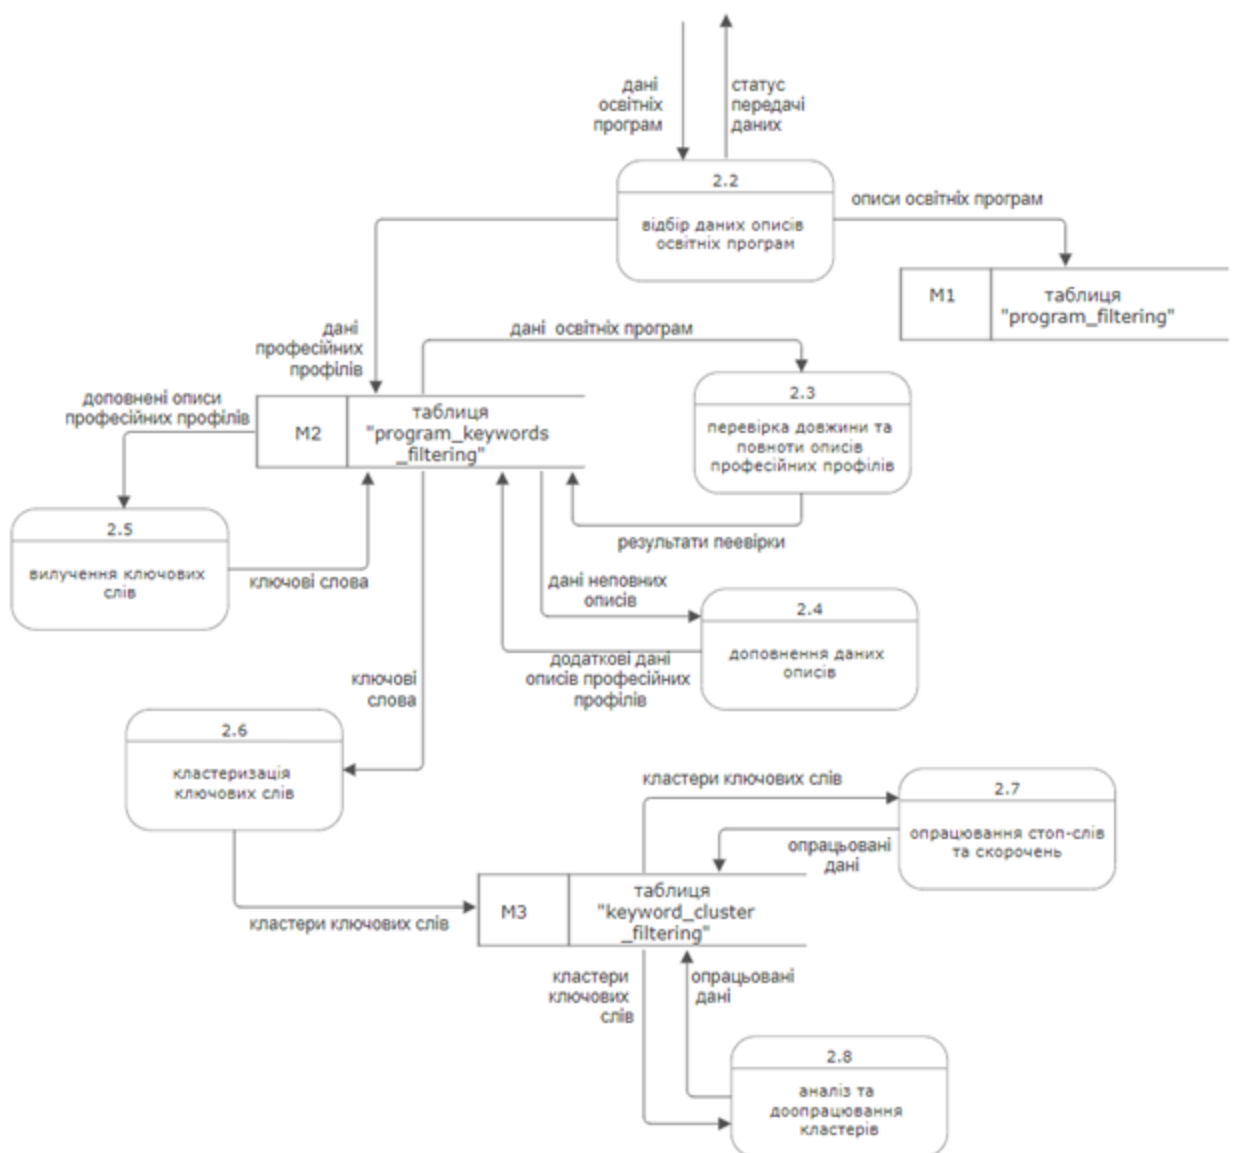 дані
освітніх
програм
статус
передачі
даних
2.2
відбір даних описів
освітніх програм
описи освітніх програм
M1
таблиця
"program_filtering"
дані
професійних
профілів
дані освітніх програм
2.3
перевірка довжини та
повноти описів
професійних профілів
доповнені описи
професійних профілів
M2
таблиця
"program_keywords
_filtering"
результати пеевірки
2.5
вилучення ключових
слів
ключові слова
дані неповних
описів
2.4
доповнення даних
описів
додаткові дані
описів професійних
профілів
ключові
слова
2.6
кластеризація
ключових слів
кластери ключових слів
2.7
опрацювання стоп-слів
та скорочень
опрацьовані
дані
кластери ключових слів
M3
таблиця
"keyword_cluster
_filtering"
кластери
ключових
слів
опрацьовані
дані
2.8
аналіз та
доопрацювання
кластерів